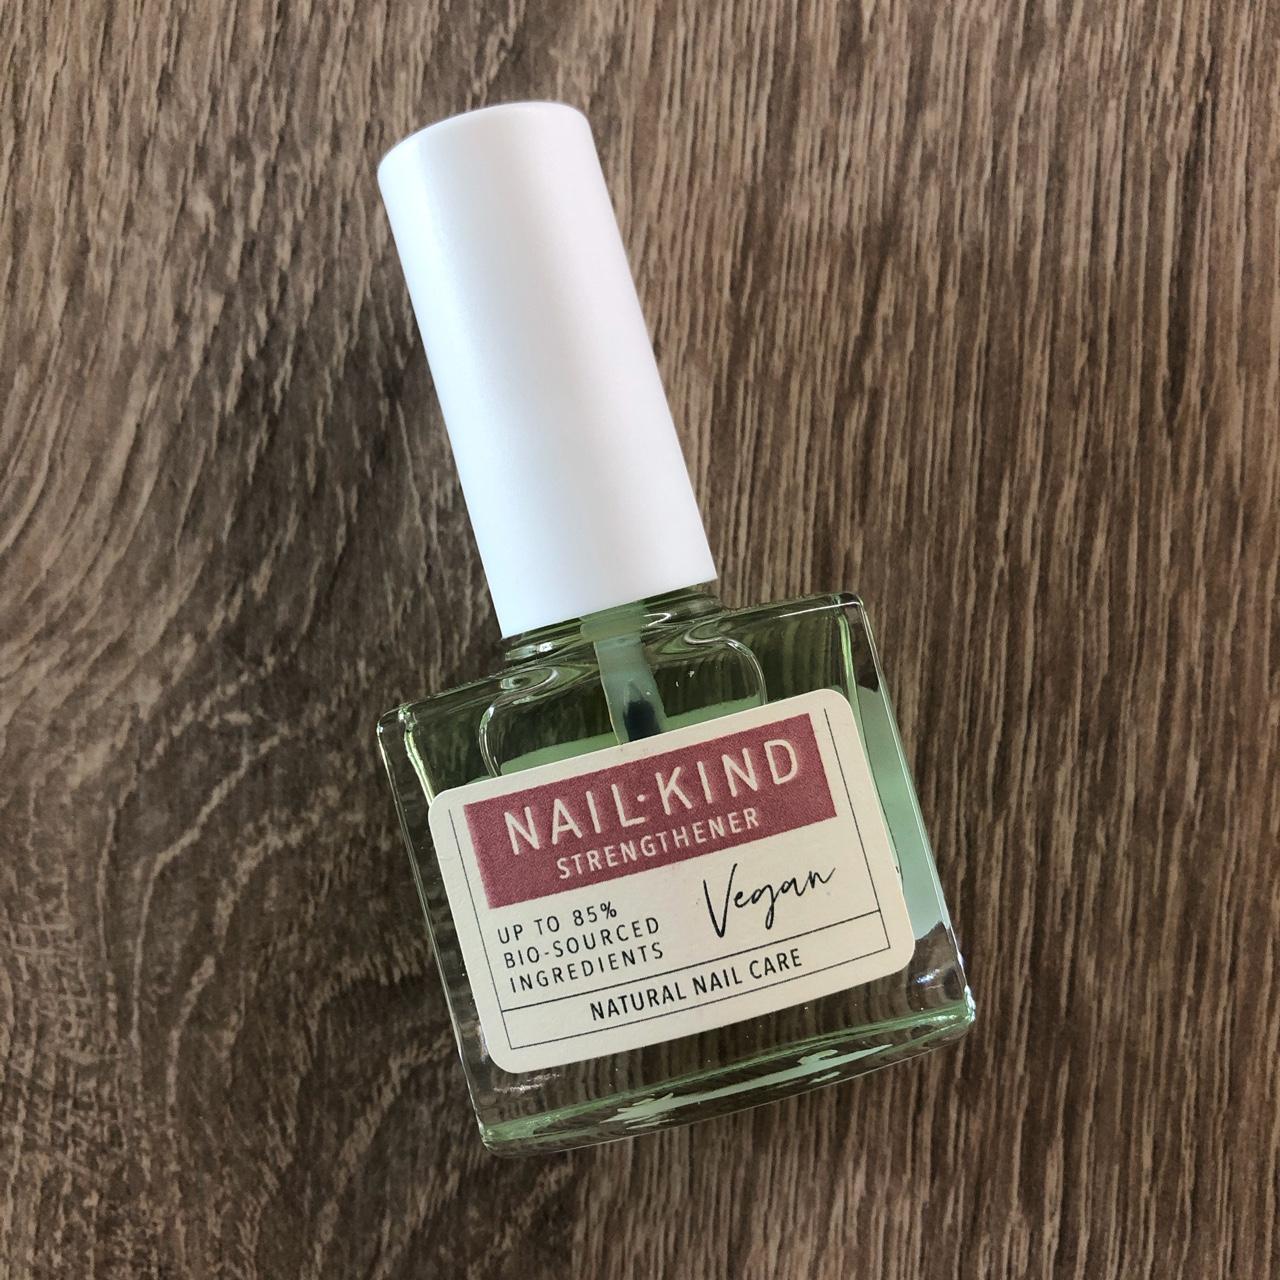 NAIL·KIND
STRENGTHENER
UP TO 85%
BIO-SOURCED
INGREDIENTS
Vegan
NATURAL NAIL CARE